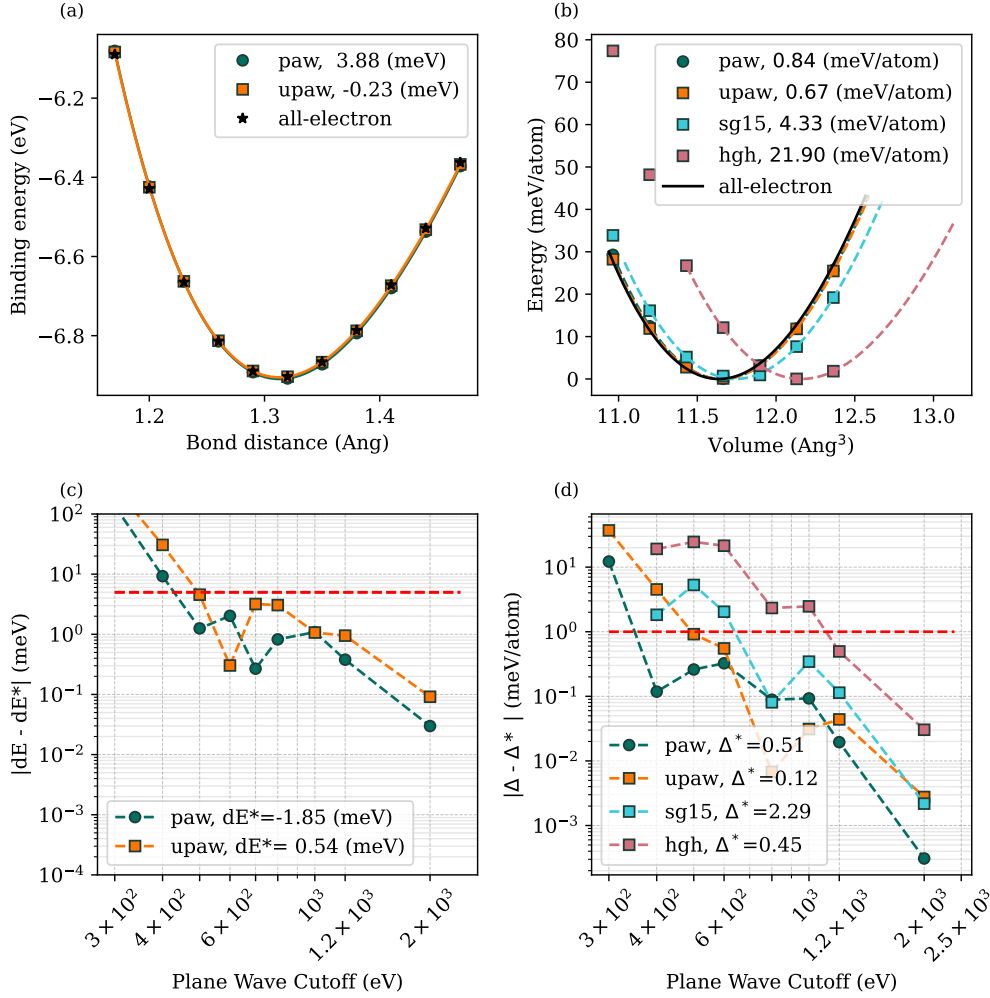 (a)
paw, 3.88 (meV)
upaw, -0.23 (meV)
all-electron
−6.2
−6.4
−6.6
−6.8
Binding energy (eV)
1.2
1.3
1.4
Bond distance (Ang)
(b)
paw, 0.84 (meV/atom)
upaw, 0.67 (meV/atom)
sg15, 4.33 (meV/atom)
hgh, 21.90 (meV/atom)
all-electron
80
70
60
50
40
30
20
10
0
Energy (meV/atom)
11.0
11.5
12.0
12.5
13.0
Volume (Ang³)
(c)
10²
10¹
10⁰
10⁻¹
10⁻²
10⁻³
10⁻⁴
|dE - dE*| (meV)
paw, dE*=-1.85 (meV)
upaw, dE*= 0.54 (meV)
3 × 10²
4 × 10²
6 × 10²
10³
1.2 × 10³
2 × 10³
Plane Wave Cutoff (eV)
(d)
10¹
10⁰
10⁻¹
10⁻²
10⁻³
|Δ - Δ* | (meV/atom)
paw, Δ*=0.51
upaw, Δ*=0.12
sg15, Δ*=2.29
hgh, Δ*=0.45
3 × 10²
4 × 10²
6 × 10²
10³
1.2 × 10³
2 × 10³
2.5 × 10³
Plane Wave Cutoff (eV)